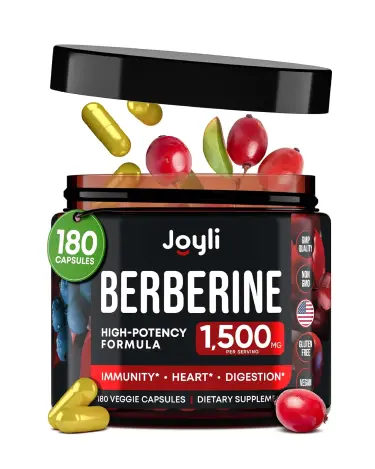 Joyli
180
CAPSULES
BERBERINE
HIGH-POTENCY
FORMULA
1,500MG
PER SERVING
IMMUNITY* • HEART* • DIGESTION*
180 VEGGIE CAPSULES | DIETARY SUPPLEMENT
GMP
QUALITY
NON
GMO
GLUTEN
FREE
VEGAN